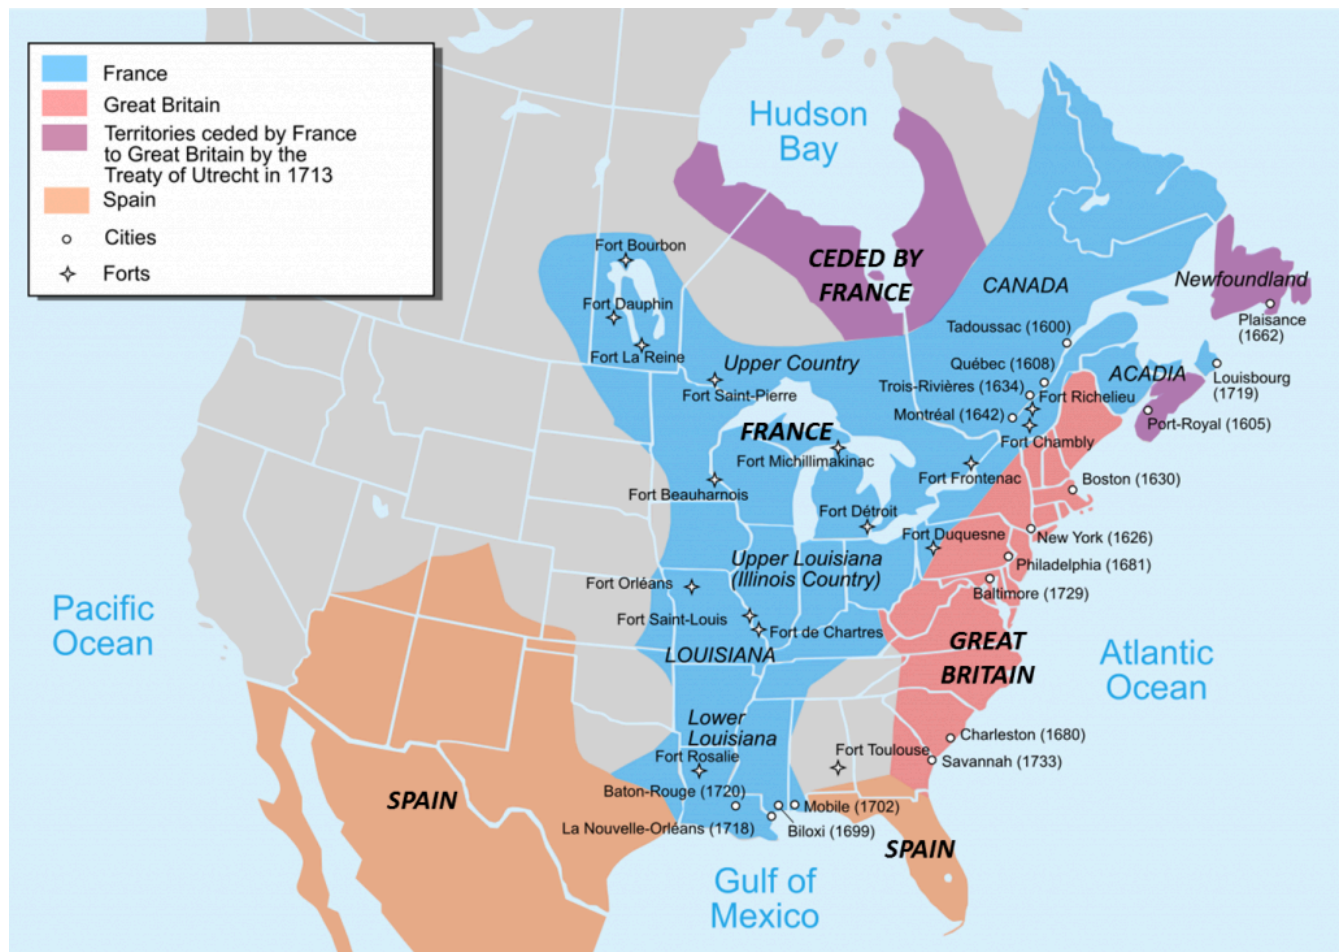 France
Great Britain
Territories ceded by France
to Great Britain by the
Treaty of Utrecht in 1713
Spain
Cities
Forts
Hudson
Bay
CEDED BY
FRANCE
CANADA
Newfoundland
Plaisance
(1662)
Fort Bourbon
Fort Dauphin
Fort La Reine
Upper Country
Fort Saint-Pierre
Tadoussac (1600)
Québec (1608)
Trois-Rivières (1634)
Fort Richelieu
Montréal (1642)
Fort Chambly
ACADIA
Louisbourg
(1719)
Port-Royal (1605)
FRANCE
Fort Michillimakinac
Fort Frontenac
Fort Beauharnois
Fort Détroit
Boston (1630)
Fort Duquesne
New York (1626)
Philadelphia (1681)
Baltimore (1729)
Upper Louisiana
(Illinois Country)
Fort Orléans
Fort Saint-Louis
Fort de Chartres
LOUISIANA
GREAT
BRITAIN
Pacific
Ocean
Atlantic
Ocean
Lower
Louisiana
Fort Rosalie
Fort Toulouse
Charleston (1680)
Savannah (1733)
Baton-Rouge (1720)
Mobile (1702)
La Nouvelle-Orléans (1718)
Biloxi (1699)
SPAIN
SPAIN
Gulf of
Mexico